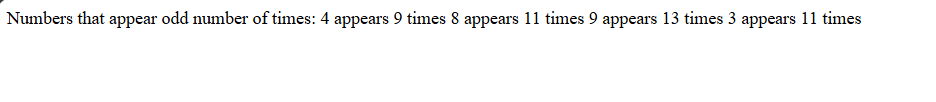 Numbers that appear odd number of times: 4 appears 9 times 8 appears 11 times 9 appears 13 times 3 appears 11 times